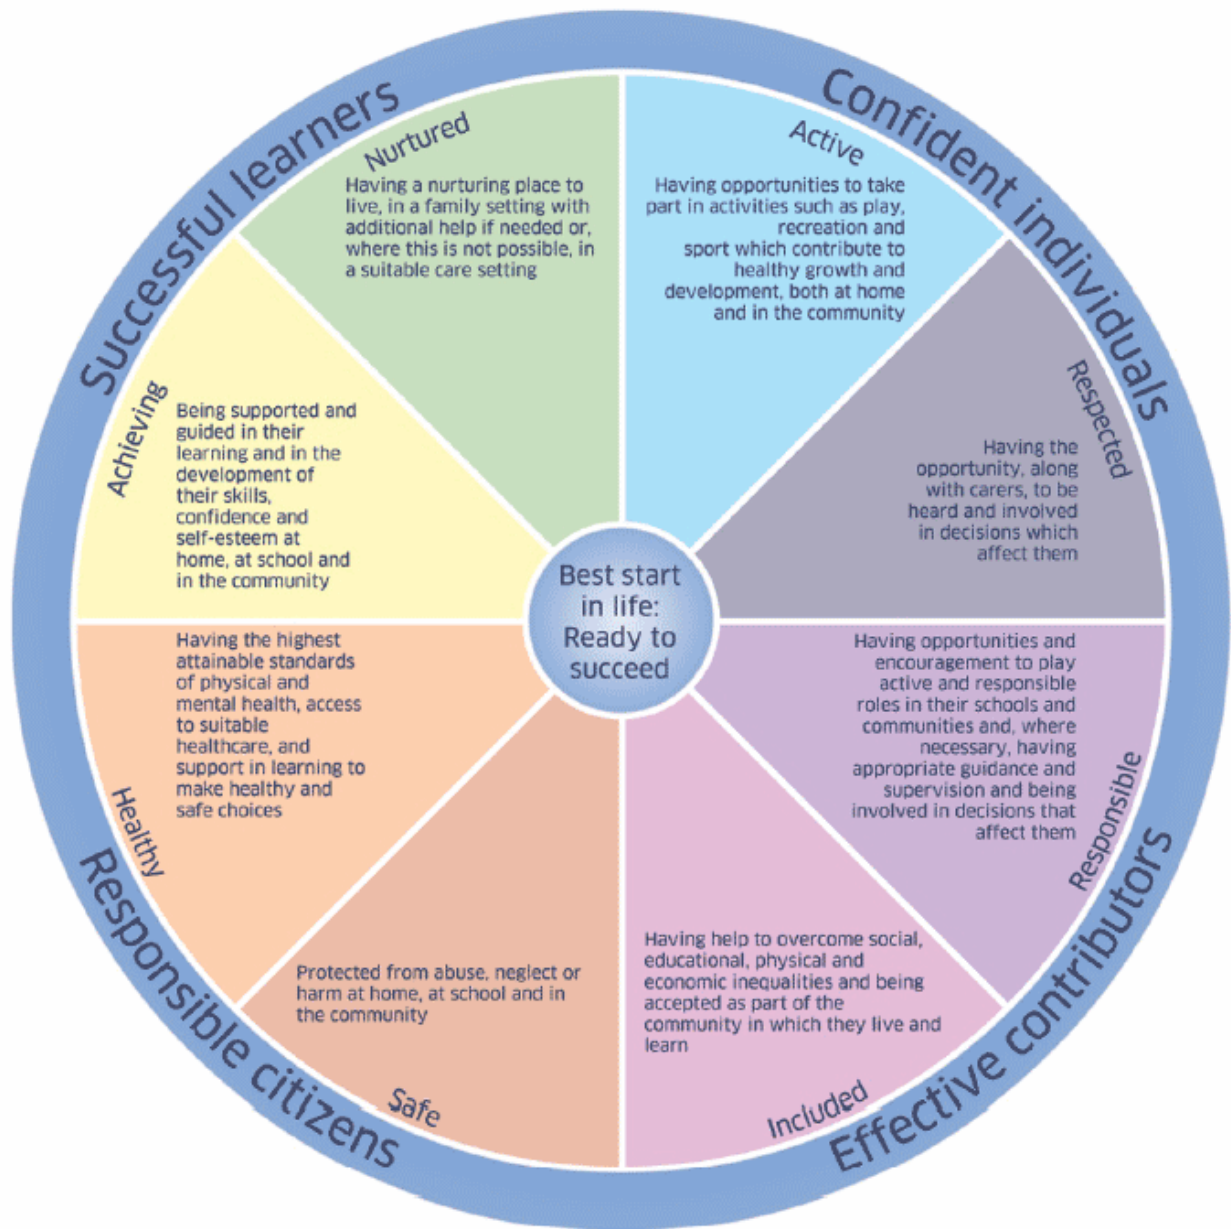 Successful learners
Confident individuals
Nurtured
Having a nurturing place to
live, in a family setting with
additional help if needed or,
where this is not possible, in
a suitable care setting
Active
Having opportunities to take
part in activities such as play,
recreation and
sport which contribute to
healthy growth and
development, both at home
and in the community
Achieving
Being supported and
guided in their
learning and in the
development of
their skills,
confidence and
self-esteem at
home, at school and
in the community
Respected
Having the
opportunity, along
with carers, to be
heard and involved
in decisions which
affect them
Best start
in life:
Ready to
succeed
Having the highest
attainable standards
of physical and
mental health, access
to suitable
healthcare, and
support in learning to
make healthy and
safe choices
Healthy
Having opportunities and
encouragement to play
active and responsible
roles in their schools and
communities and, where
necessary, having
appropriate guidance and
supervision and being
involved in decisions that
affect them
Responsible
Protected from abuse, neglect or
harm at home, at school and in
the community
Safe
Having help to overcome social,
educational, physical and
economic inequalities and being
accepted as part of the
community in which they live and
learn
Included
Responsible citizens
Effective contributors